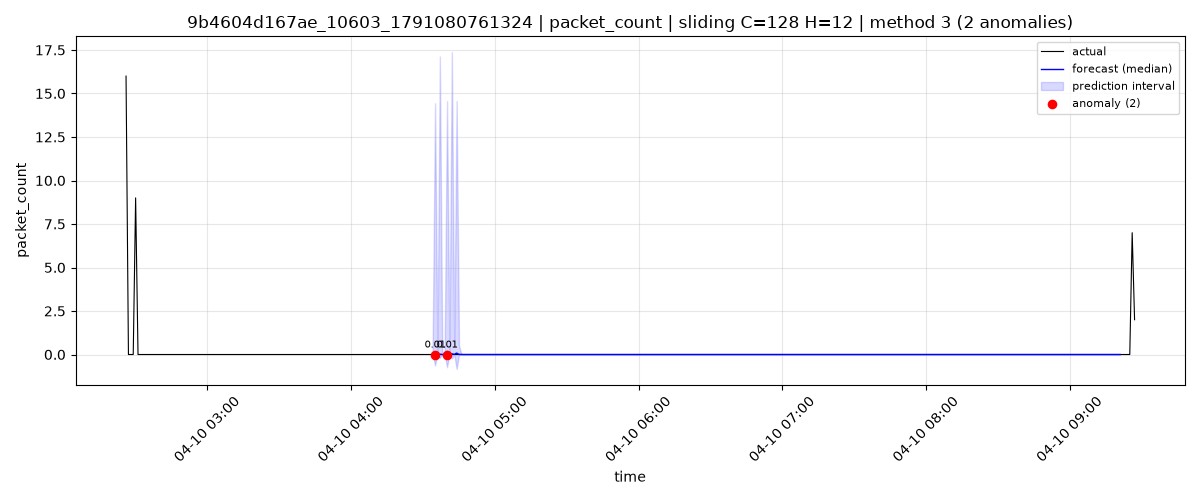 9b4604d167ae_10603_1791080761324 | packet_count | sliding C=128 H=12 | method 3 (2 anomalies)
actual
forecast (median)
prediction interval
anomaly (2)
packet_count
17.5
15.0
12.5
10.0
7.5
5.0
2.5
0.0
04-10 03:00
04-10 04:00
04-10 05:00
04-10 06:00
04-10 07:00
04-10 08:00
04-10 09:00
time